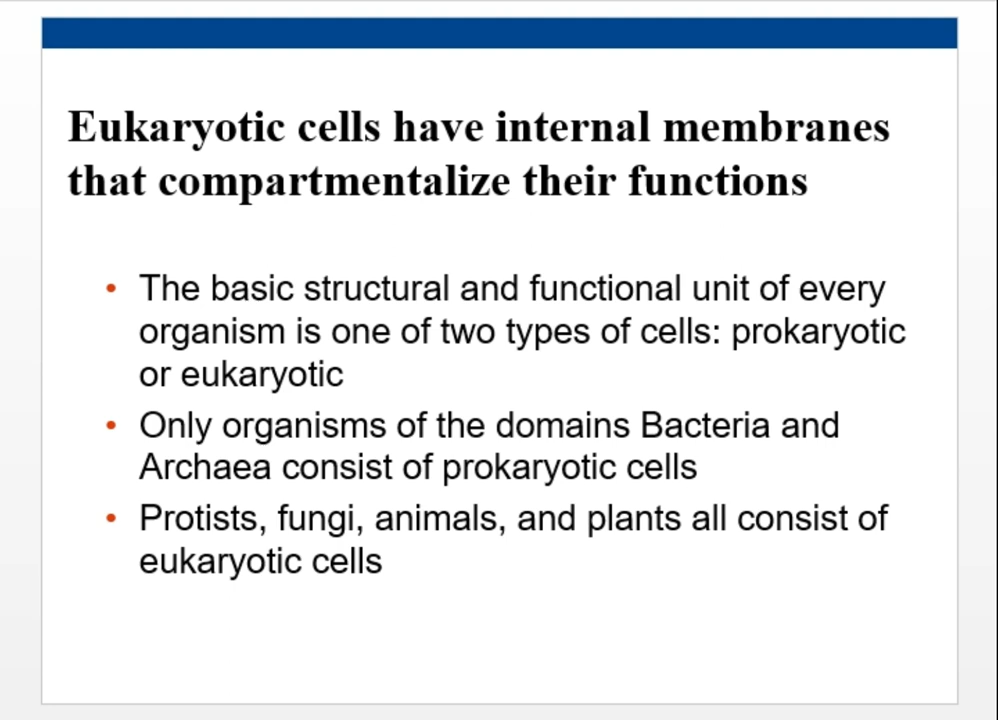 Eukaryotic cells have internal membranes
that compartmentalize their functions
• The basic structural and functional unit of every
organism is one of two types of cells: prokaryotic
or eukaryotic
• Only organisms of the domains Bacteria and
Archaea consist of prokaryotic cells
• Protists, fungi, animals, and plants all consist of
eukaryotic cells